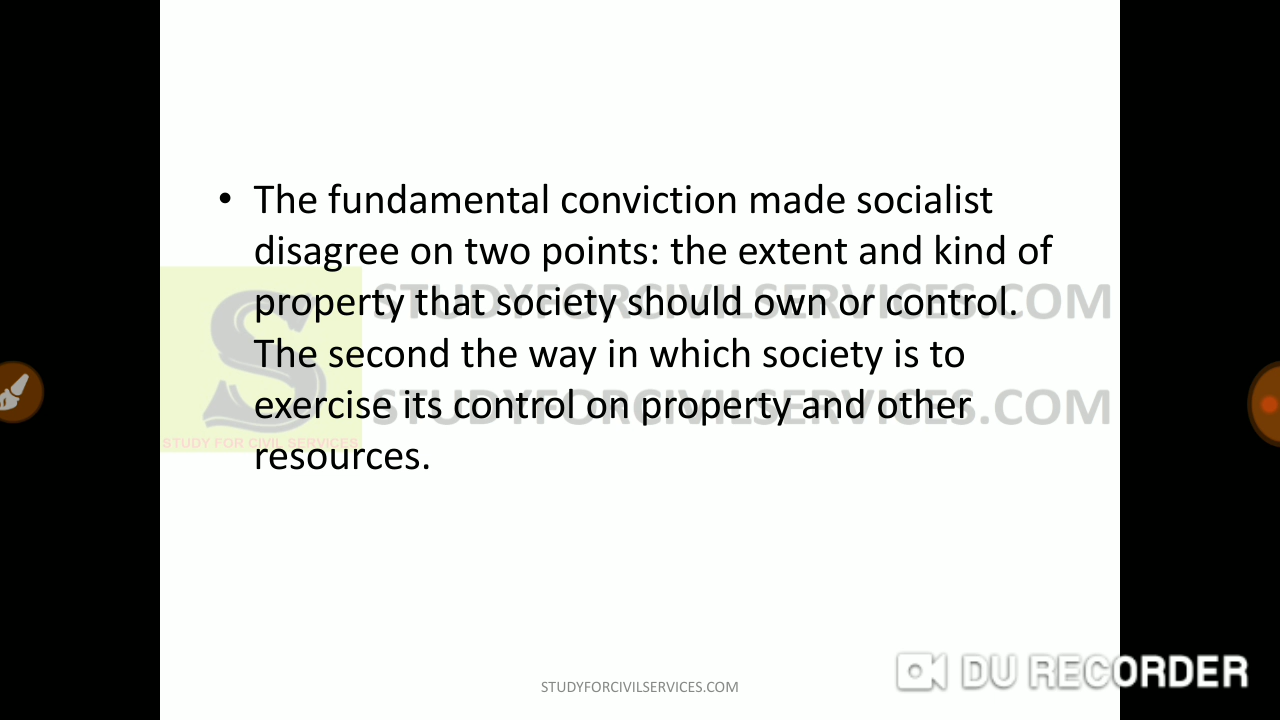 • The fundamental conviction made socialist
disagree on two points: the extent and kind of
STUDYFORCIVILSERVICES.COM
property that society should own or control.
The second the way in which society is to
STUDYFORCIVILSERVICES.COM
exercise its control on property and other
STUDY FOR CIVIL SERVICES
resources.
DU RECORDER
STUDYFORCIVILSERVICES.COM